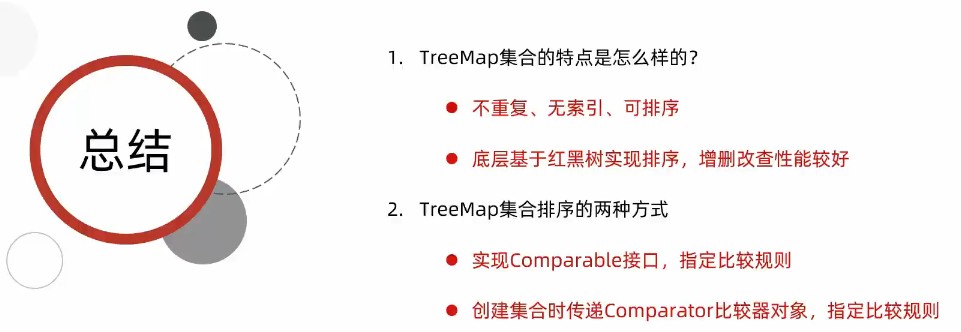 总结
1. TreeMap集合的特点是怎么样的？
● 不重复、无索引、可排序
● 底层基于红黑树实现排序，增删改查性能较好
2. TreeMap集合排序的两种方式
● 实现Comparable接口，指定比较规则
● 创建集合时传递Comparator比较器对象，指定比较规则